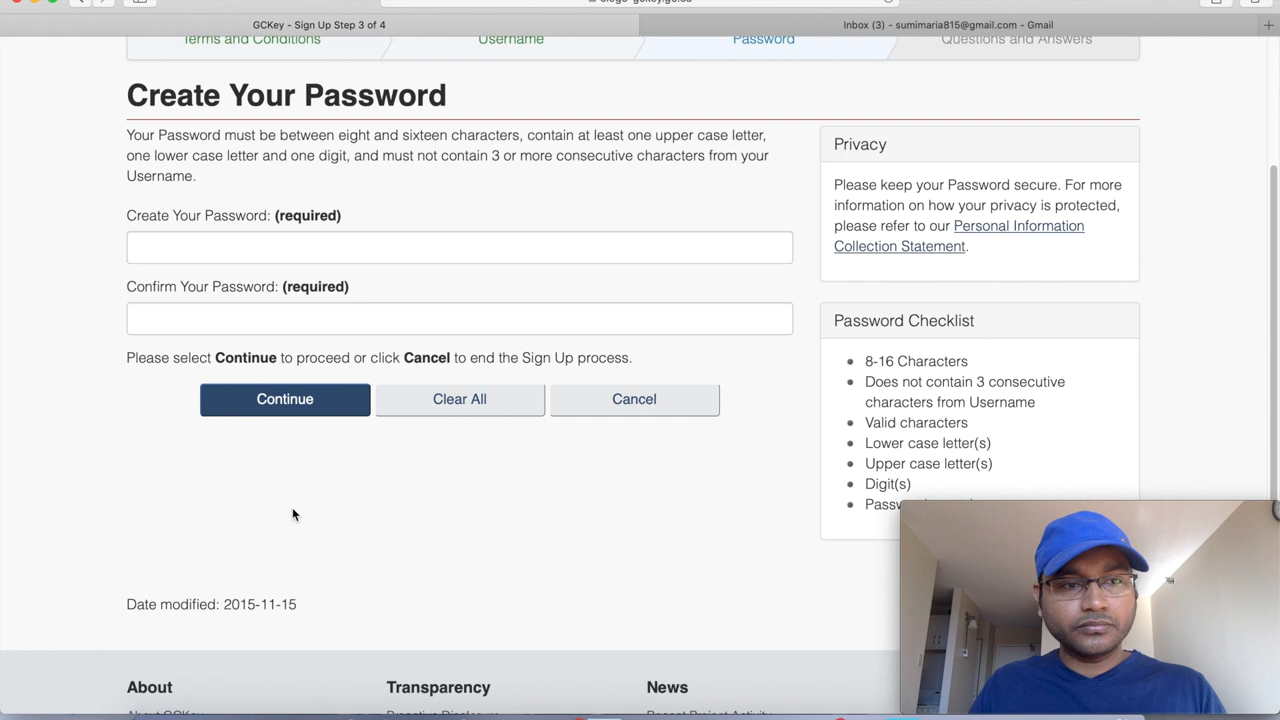 GCKey - Sign Up Step 3 of 4
Inbox (3) - sumimaria815@gmail.com - Gmail
Terms and Conditions
Username
Password
Questions and Answers
Create Your Password
Your Password must be between eight and sixteen characters, contain at least one upper case letter,
one lower case letter and one digit, and must not contain 3 or more consecutive characters from your
Username.
Create Your Password: (required)
Confirm Your Password: (required)
Please select Continue to proceed or click Cancel to end the Sign Up process.
Continue
Clear All
Cancel
Privacy
Please keep your Password secure. For more
information on how your privacy is protected,
please refer to our Personal Information
Collection Statement.
Password Checklist
8-16 Characters
Does not contain 3 consecutive
characters from Username
Valid characters
Lower case letter(s)
Upper case letter(s)
Digit(s)
Date modified: 2015-11-15
About
Transparency
News